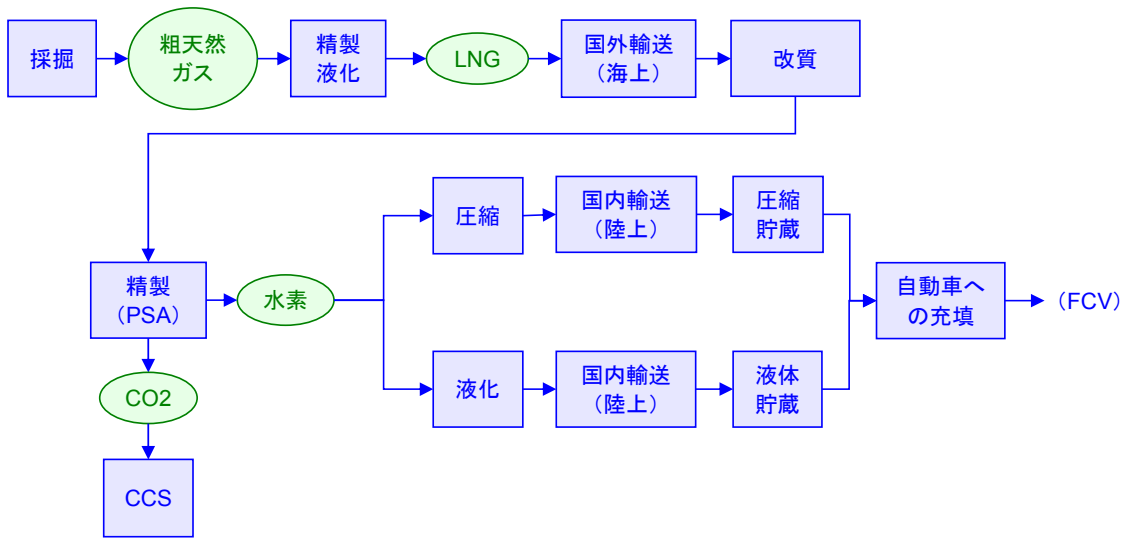 採掘
粗天然
ガス
精製
液化
LNG
国外輸送
（海上）
改質
圧縮
国内輸送
（陸上）
圧縮
貯蔵
精製
（PSA）
水素
自動車へ
の充填
（FCV）
液化
国内輸送
（陸上）
液体
貯蔵
CO2
CCS